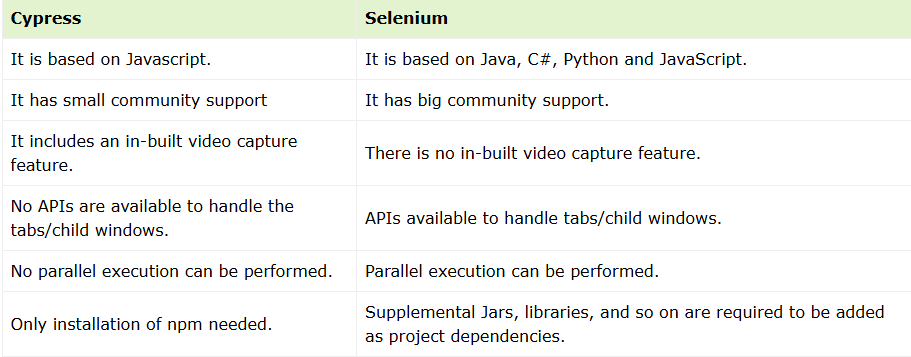 Cypress
Selenium
It is based on Javascript.
It is based on Java, C#, Python and JavaScript.
It has small community support
It has big community support.
It includes an in-built video capture
feature.
There is no in-built video capture feature.
No APIs are available to handle the
tabs/child windows.
APIs available to handle tabs/child windows.
No parallel execution can be performed.
Parallel execution can be performed.
Only installation of npm needed.
Supplemental Jars, libraries, and so on are required to be added
as project dependencies.